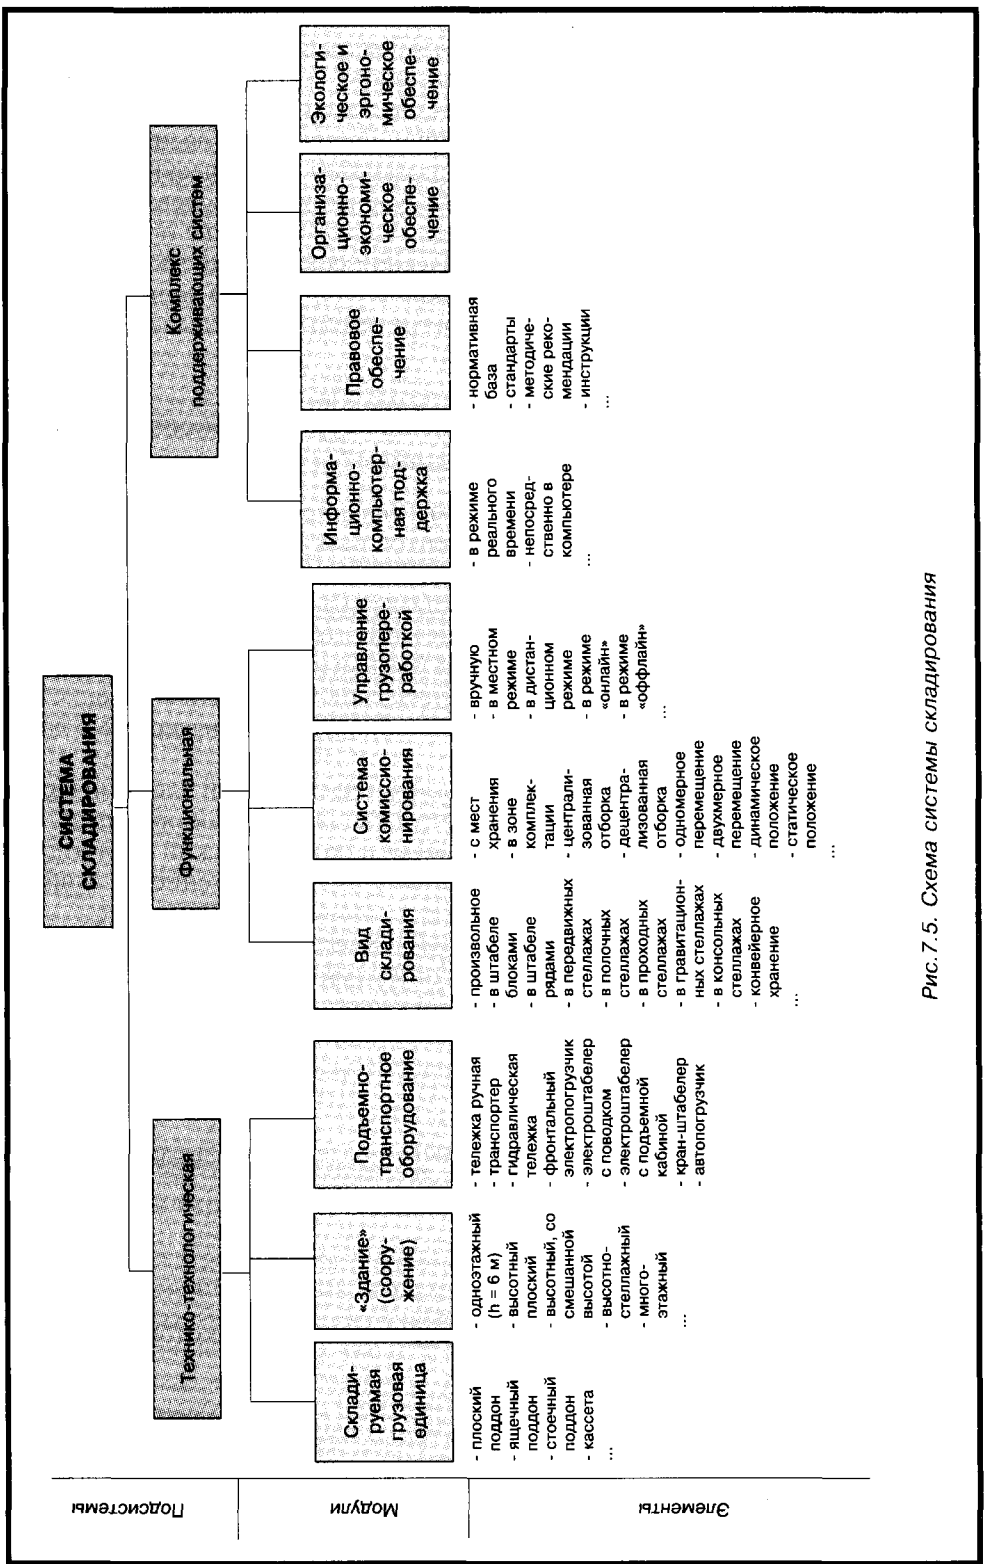 СИСТЕМА
СКЛАДИРОВАНИЯ
Подсистемы
Технико-технологическая
Функциональная
Комплекс
поддерживающих систем
Модули
Склади-
руемая
грузовая
единица
«Здание»
(соору-
жение)
Подъемно-
транспортное
оборудование
Вид
склади-
рования
Система
комиссио-
нирования
Управление
грузопере-
работкой
Информа-
ционно-
компьютер-
ная под-
держка
Правовое
обеспе-
чение
Организа-
ционно-
экономи-
ческое
обеспе-
чение
Экологи-
ческое и
эргоно-
мическое
обеспе-
чение
Элементы
- плоский
поддон
- ящечный
поддон
- стоечный
поддон
- кассета
...
- одноэтажный
(h = 6 м)
- высотный
плоский
- высотный, со
смешанной
высотой
- высотно-
стеллажный
- много-
этажный
...
- тележка ручная
- транспортер
- гидравлическая
тележка
- фронтальный
электропогрузчик
- электроштабелер
с поводком
- электроштабелер
с подъемной
кабиной
- кран-штабелер
- автопогрузчик
- произвольное
- в штабеле
блоками
- в штабеле
рядами
- в передвижных
стеллажах
- в полочных
стеллажах
- в проходных
стеллажах
- в гравитацион-
ных стеллажах
- в консольных
стеллажах
- конвейерное
хранение
...
- с мест
хранения
- в зоне
комплек-
тации
- централи-
зованная
отборка
- децентра-
лизованная
отборка
- одномерное
перемещение
- двухмерное
перемещение
- динамическое
положение
- статическое
положение
...
- вручную
- в местном
режиме
- в дистан-
ционном
режиме
- в режиме
«онлайн»
- в режиме
«оффлайн»
...
- в режиме
реального
времени
- непосред-
ственно в
компьютере
...
- нормативная
база
- стандарты
- методиче-
ские реко-
мендации
- инструкции
...
Рис.7.5. Схема системы складирования